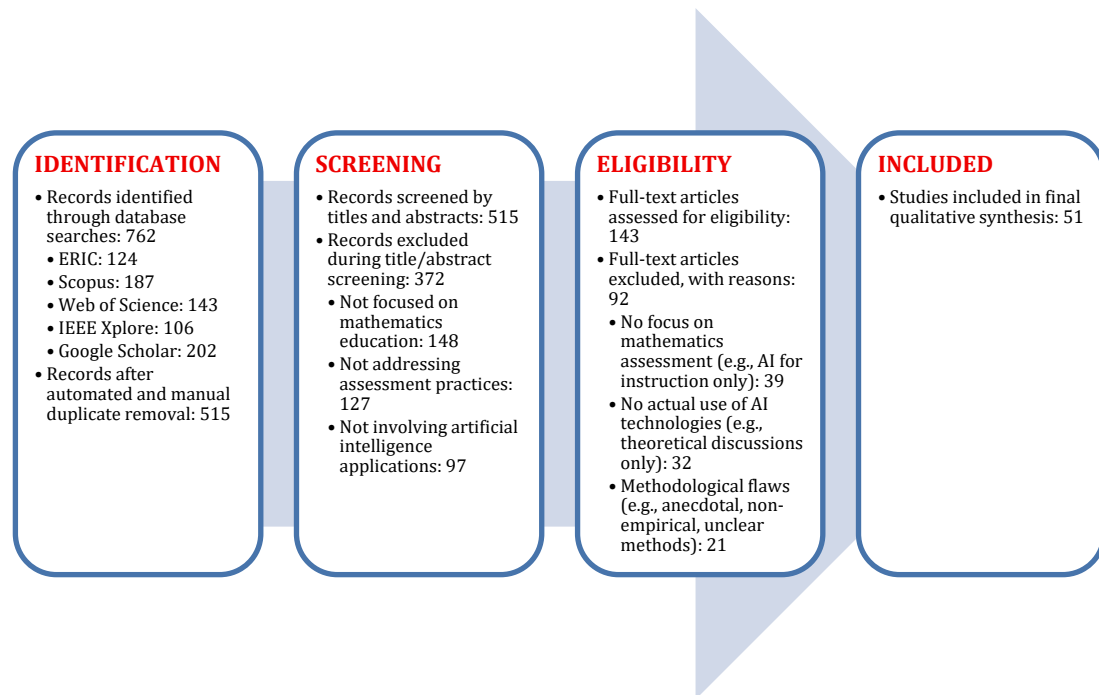 IDENTIFICATION
• Records identified
through database
searches: 762
• ERIC: 124
• Scopus: 187
• Web of Science: 143
• IEEE Xplore: 106
• Google Scholar: 202
• Records after
automated and manual
duplicate removal: 515
SCREENING
• Records screened by
titles and abstracts: 515
• Records excluded
during title/abstract
screening: 372
• Not focused on
mathematics
education: 148
• Not addressing
assessment practices:
127
• Not involving artificial
intelligence
applications: 97
ELIGIBILITY
• Full-text articles
assessed for eligibility:
143
• Full-text articles
excluded, with reasons:
92
• No focus on
mathematics
assessment (e.g., AI for
instruction only): 39
• No actual use of AI
technologies (e.g.,
theoretical discussions
only): 32
• Methodological flaws
(e.g., anecdotal, non-
empirical, unclear
methods): 21
INCLUDED
• Studies included in final
qualitative synthesis: 51